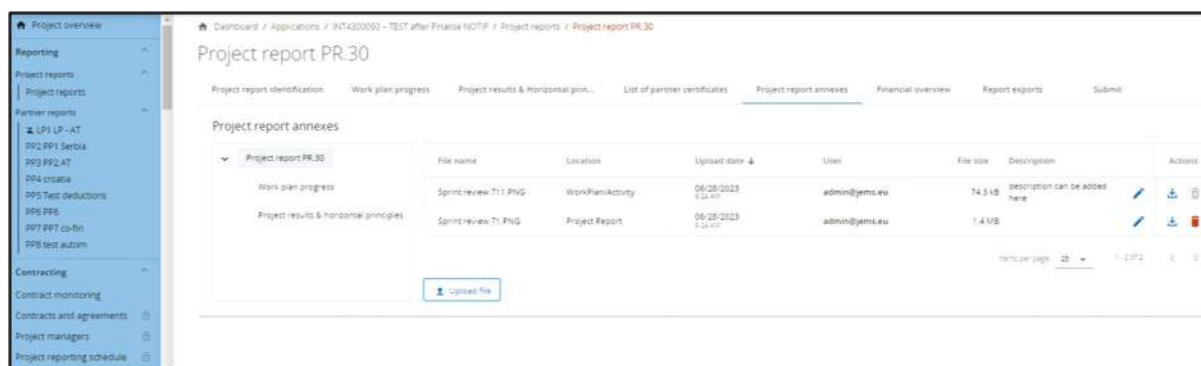 Project overview
Dashboard / Applications / INT4300093 – TEST after Finalise NOTIF / Project reports / Project report PR.30
Project report PR.30
Reporting
Project reports
Project reports
Partner reports
LP1 LP - AT
PP2 PP1 Serbia
PP3 PP2 AT
PP4 croatia
PP5 Test deductions
PP6 PP6
PP7 PP7 co-fin
PP8 test autom
Contracting
Contract monitoring
Contracts and agreements
Project managers
Project reporting schedule
Project report identification Work plan progress Project results & Horizontal prin... List of partner certificates Project report annexes Financial overview Report exports Submit
Project report annexes
Project report PR.30
Work plan progress
Project results & horizontal principles
File name Location Upload date User File size Description Actions
Sprint review 711.PNG WorkPlan/Activity 06/28/2023 admin@jems.eu 74.3 kB description can be added
here
Sprint review 71.PNG Project Report 06/28/2023 admin@jems.eu 1.4 MB
Items per page 25 1 - 2 of 2
Upload file